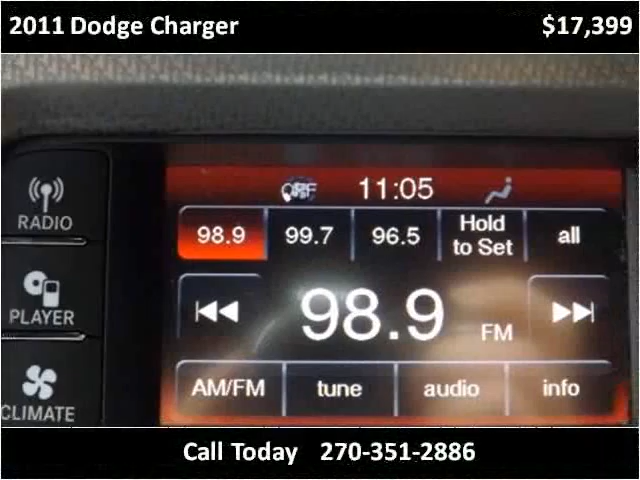 2011 Dodge Charger $17,399
OFF 11:05
RADIO
98.9 99.7 96.5 Hold to Set all
98.9 FM
PLAYER
AM/FM tune audio info
CLIMATE
Call Today 270-351-2886